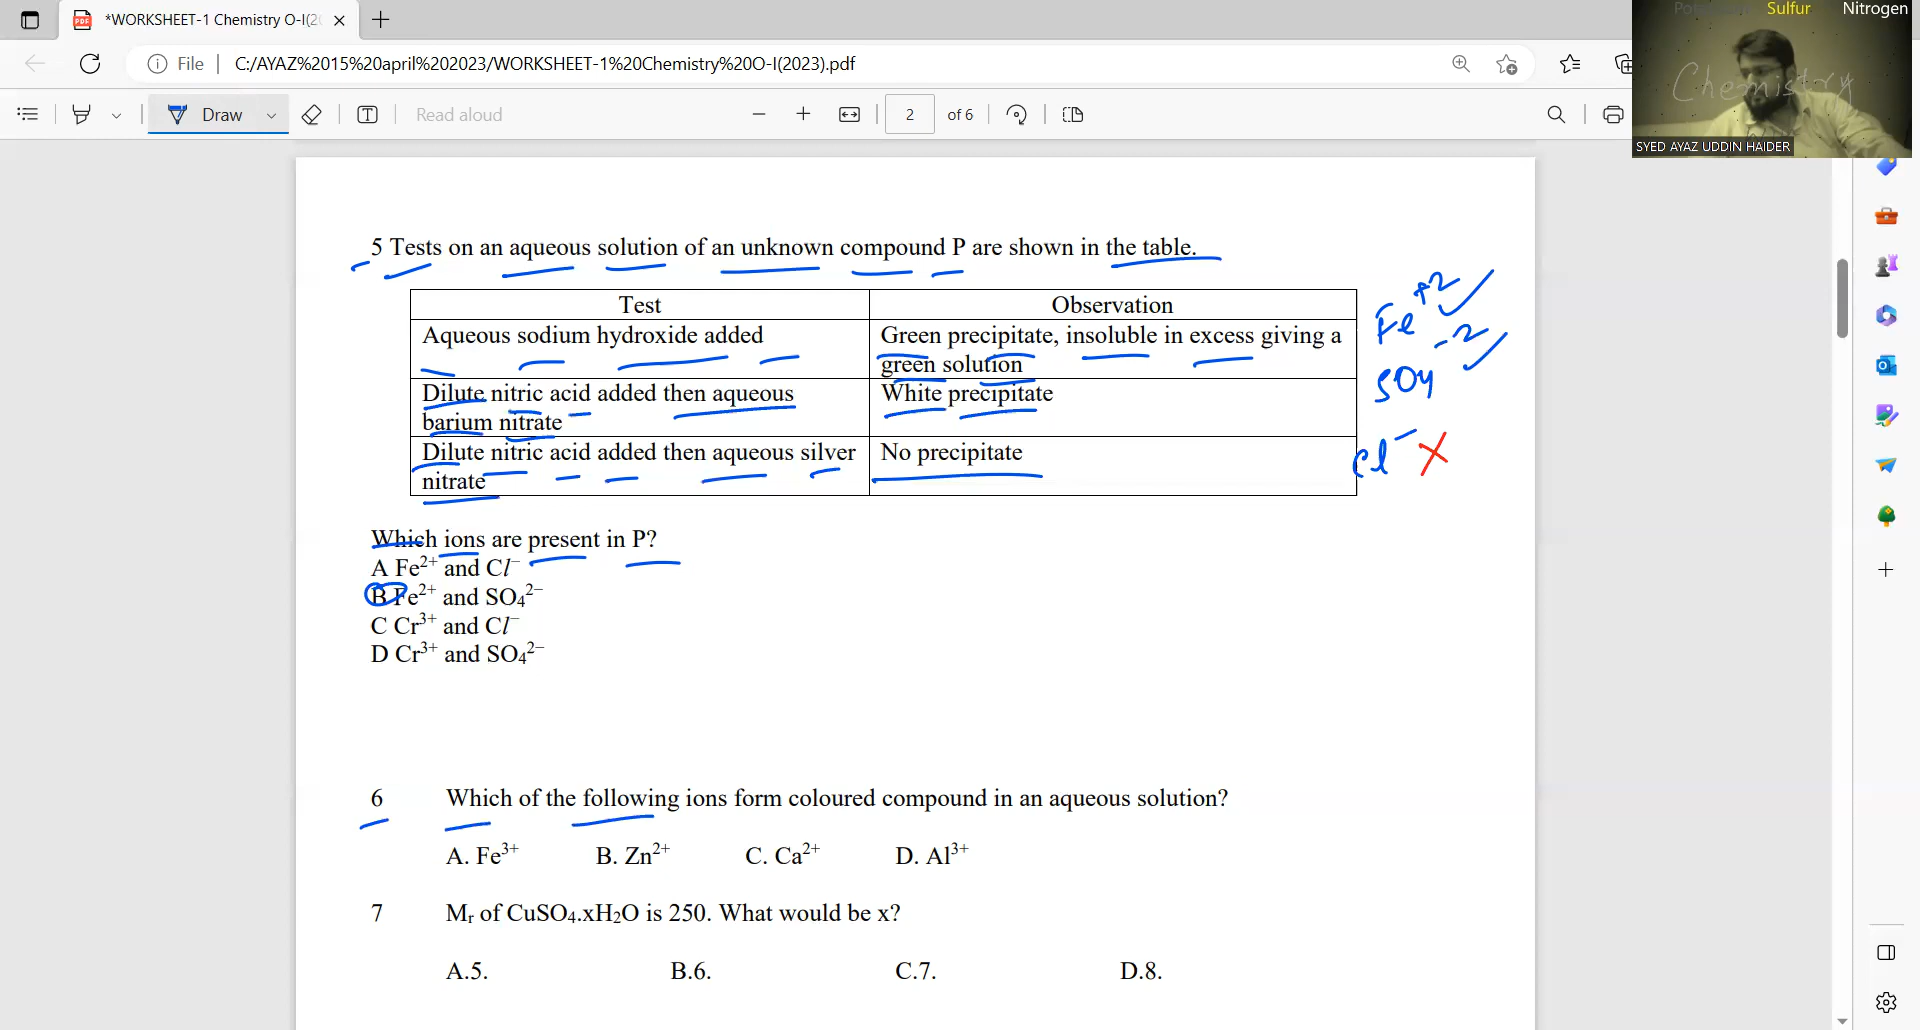 *WORKSHEET-1 Chemistry O-I(20
File
C:/AYAZ%2015%20april%202023/WORKSHEET-1%20Chemistry%20O-I(2023).pdf
Draw
Read aloud
2 of 6
Sulfur Nitrogen
Chemistry
SYED AYAZ UDDIN HAIDER
5 Tests on an aqueous solution of an unknown compound P are shown in the table.
Test Observation
Aqueous sodium hydroxide added
Green precipitate, insoluble in excess giving a
green solution
Dilute nitric acid added then aqueous
barium nitrate
White precipitate
Dilute nitric acid added then aqueous silver
nitrate
No precipitate
Fe+2
SO4-2
Cl-
Which ions are present in P?
A Fe2+ and Cl−
B Fe2+ and SO42−
C Cr3+ and Cl−
D Cr3+ and SO42−
6 Which of the following ions form coloured compound in an aqueous solution?
A. Fe3+ B. Zn2+ C. Ca2+ D. Al3+
7 Mr of CuSO4.xH2O is 250. What would be x?
A.5. B.6. C.7. D.8.